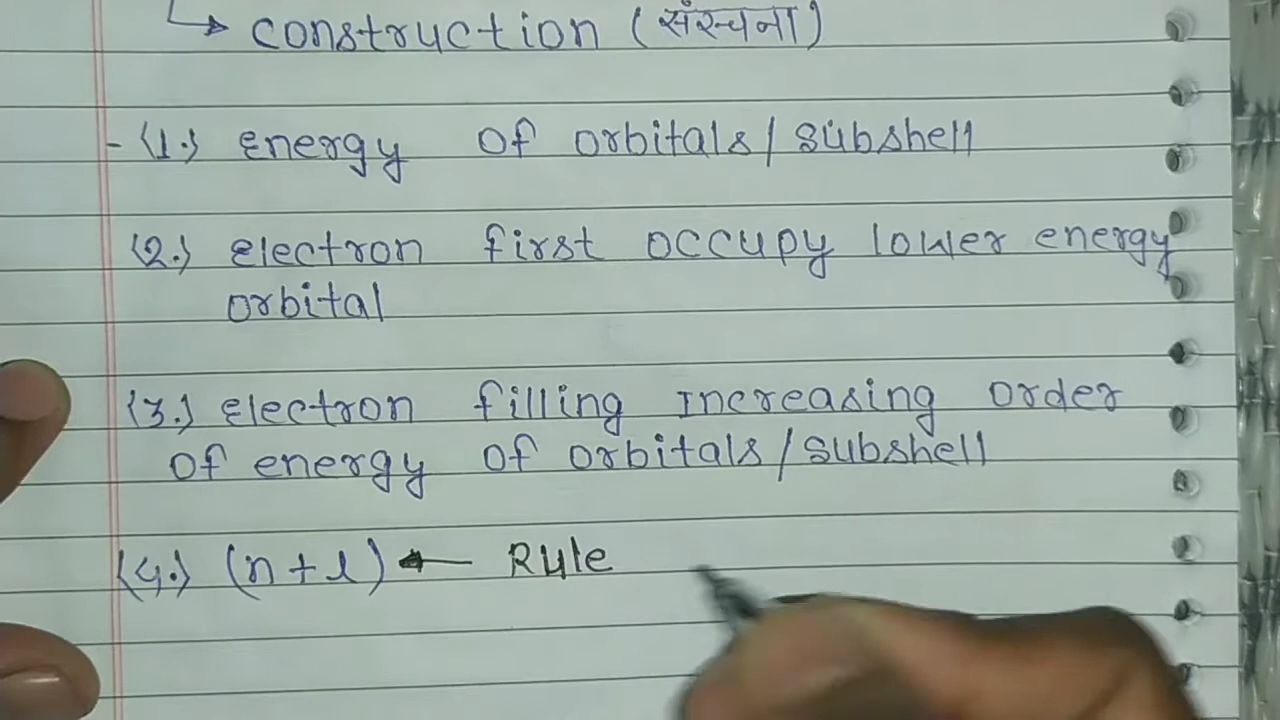 ↳ construction (संरचना)
- (1.) energy of orbitals/subshell
(2.) electron first occupy lower energy
orbital
(3.) electron filling Increasing order
of energy of orbitals/subshell
(4.) (n+l) ← Rule